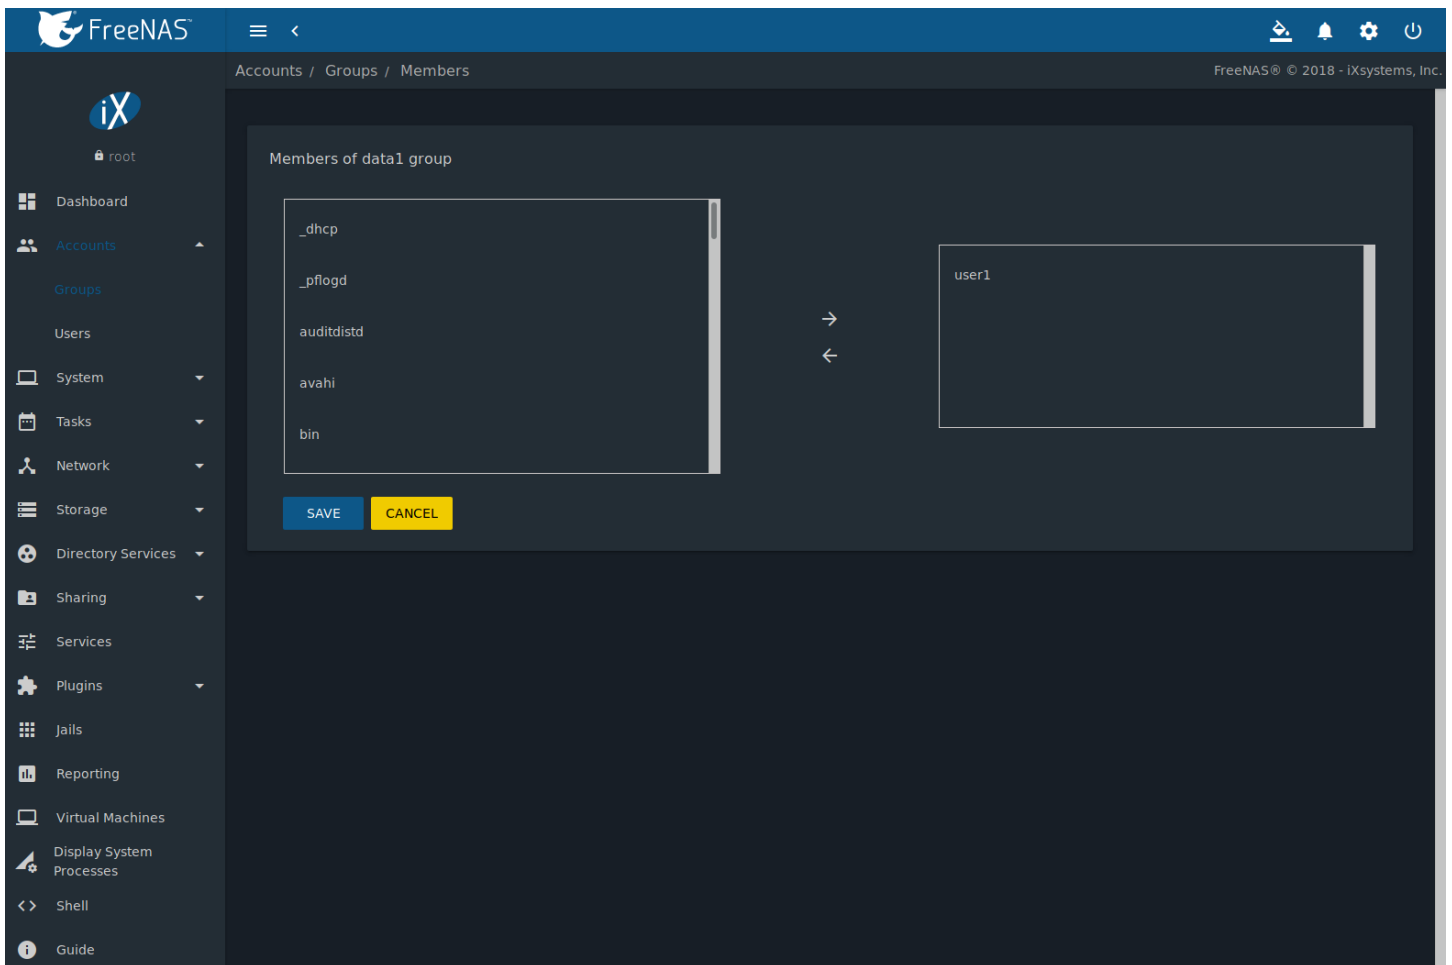 FreeNAS™
Accounts / Groups / Members
FreeNAS® © 2018 - iXsystems, Inc.
iX
root
Dashboard
Accounts
Groups
Users
System
Tasks
Network
Storage
Directory Services
Sharing
Services
Plugins
Jails
Reporting
Virtual Machines
Display System
Processes
Shell
Guide
Members of data1 group
_dhcp
_pflogd
auditdistd
avahi
bin
user1
SAVE
CANCEL